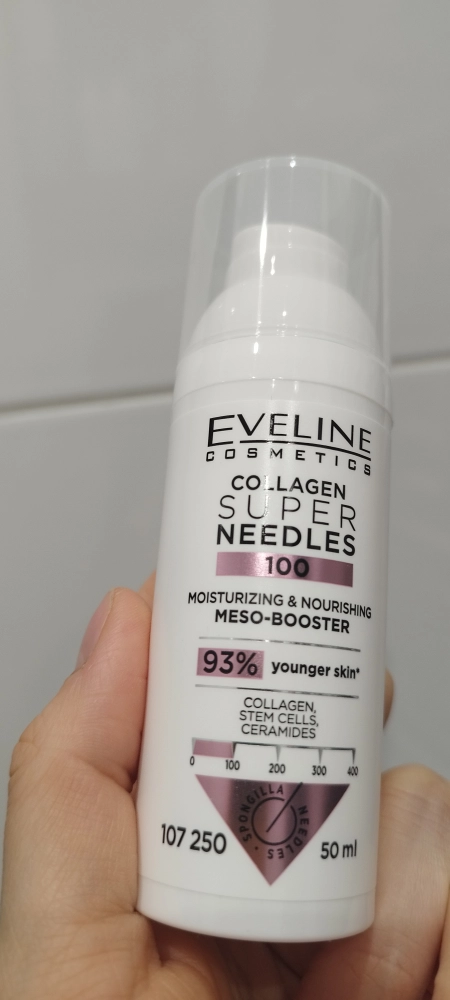 EVELINE
COSMETICS
COLLAGEN
SUPER
NEEDLES
100
MOISTURIZING & NOURISHING
MESO-BOOSTER
93% younger skin*
COLLAGEN,
STEM CELLS,
CERAMIDES
0 100 200 300 400
SPONGILLA NEEDLES •
107 250 50 ml